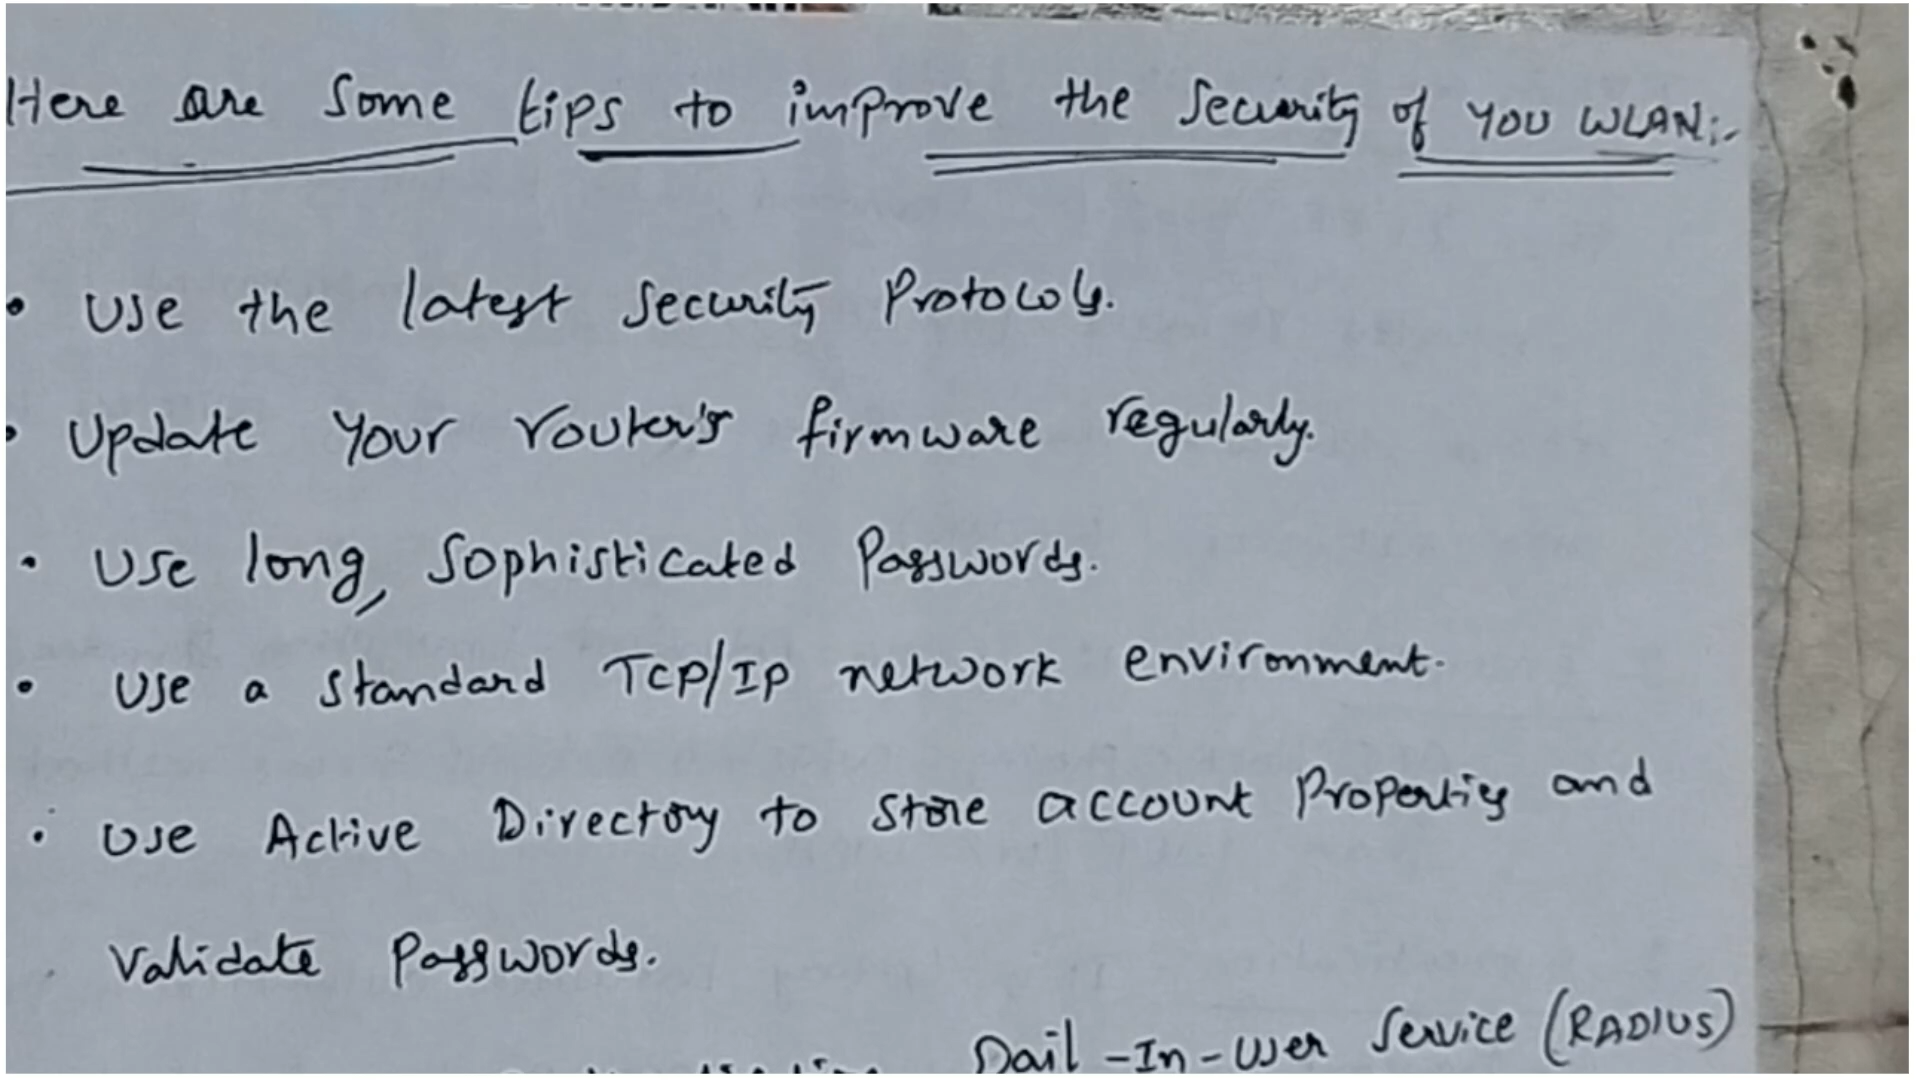 Here are some tips to improve the security of you WLAN:-
• Use the latest security Protocols.
• Update your router's firmware regularly.
• Use long, sophisticated Passwords.
• Use a standard TCP/IP network environment.
• Use Active Directory to store account Properties and
validate passwords.
Dail-In-User Service (RADIUS)